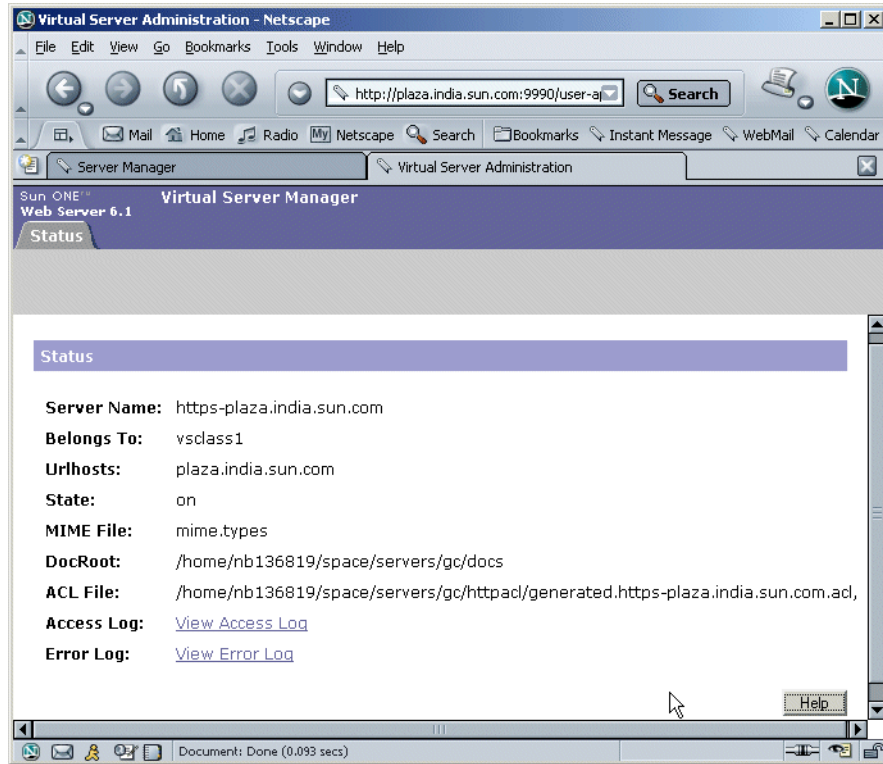 Virtual Server Administration - Netscape
File Edit View Go Bookmarks Tools Window Help
http://plaza.india.sun.com:9990/user-ap Search N
Mail Home Radio My Netscape Search Bookmarks Instant Message WebMail Calendar
Server Manager Virtual Server Administration
Sun ONE™ Virtual Server Manager
Web Server 6.1
Status
Status
Server Name: https-plaza.india.sun.com
Belongs To: vsclass1
Urlhosts: plaza.india.sun.com
State: on
MIME File: mime.types
DocRoot: /home/nb136819/space/servers/gc/docs
ACL File: /home/nb136819/space/servers/gc/httpacl/generated.https-plaza.india.sun.com.acl,
Access Log: View Access Log
Error Log: View Error Log
Help
Document: Done (0.093 secs)